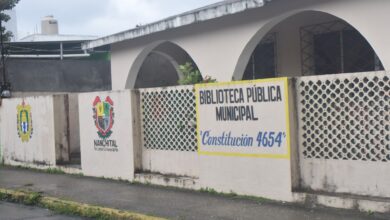 BIBLIOTECA PÚBLICA
MUNICIPAL
"Constitución 4654"
NANCHITAL